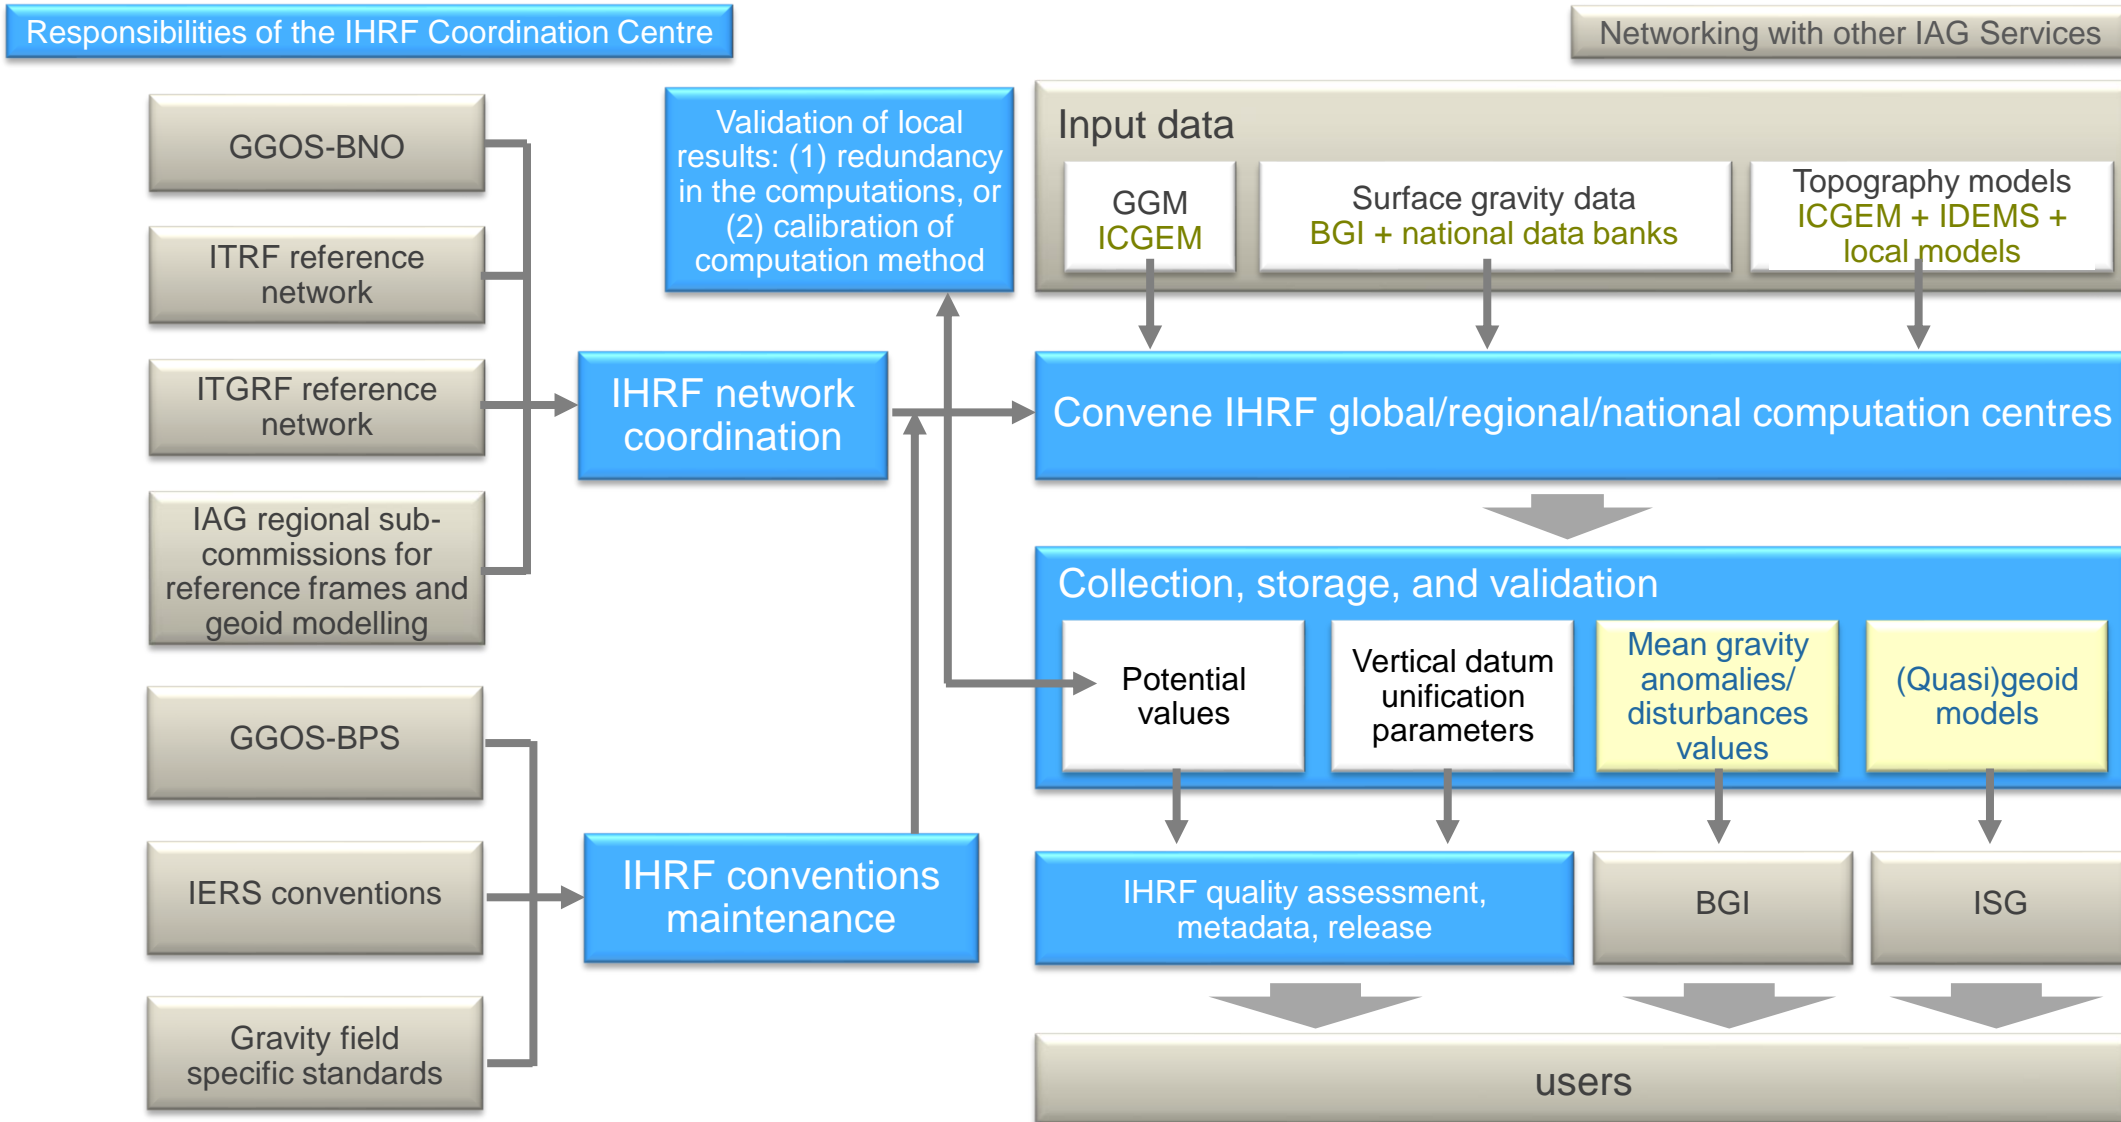 Responsibilities of the IHRF Coordination Centre
Networking with other IAG Services
GGOS-BNO
ITRF reference
network
ITGRF reference
network
IAG regional sub-
commissions for
reference frames and
geoid modelling
GGOS-BPS
IERS conventions
Gravity field
specific standards
IHRF network
coordination
IHRF conventions
maintenance
Validation of local
results: (1) redundancy
in the computations, or
(2) calibration of
computation method
Input data
GGM
ICGEM
Surface gravity data
BGI + national data banks
Topography models
ICGEM + IDEMS +
local models
Convene IHRF global/regional/national computation centres
Collection, storage, and validation
Potential
values
Vertical datum
unification
parameters
Mean gravity
anomalies/
disturbances
values
(Quasi)geoid
models
IHRF quality assessment,
metadata, release
BGI
ISG
users